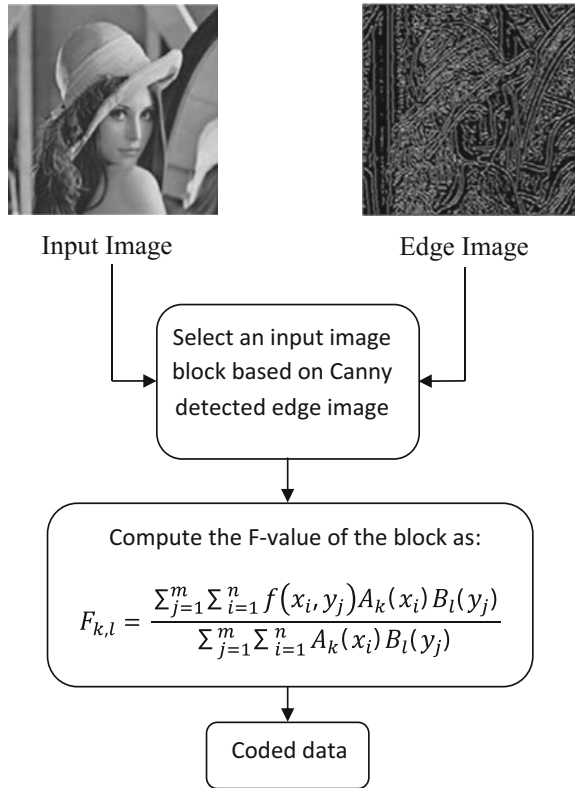 Input Image
Edge Image
Select an input image
block based on Canny
detected edge image
Compute the F-value of the block as:
F_{k,l} = \frac{\sum_{j=1}^{m} \sum_{i=1}^{n} f(x_i, y_j) A_k(x_i) B_l(y_j)}{\sum_{j=1}^{m} \sum_{i=1}^{n} A_k(x_i) B_l(y_j)}
Coded data